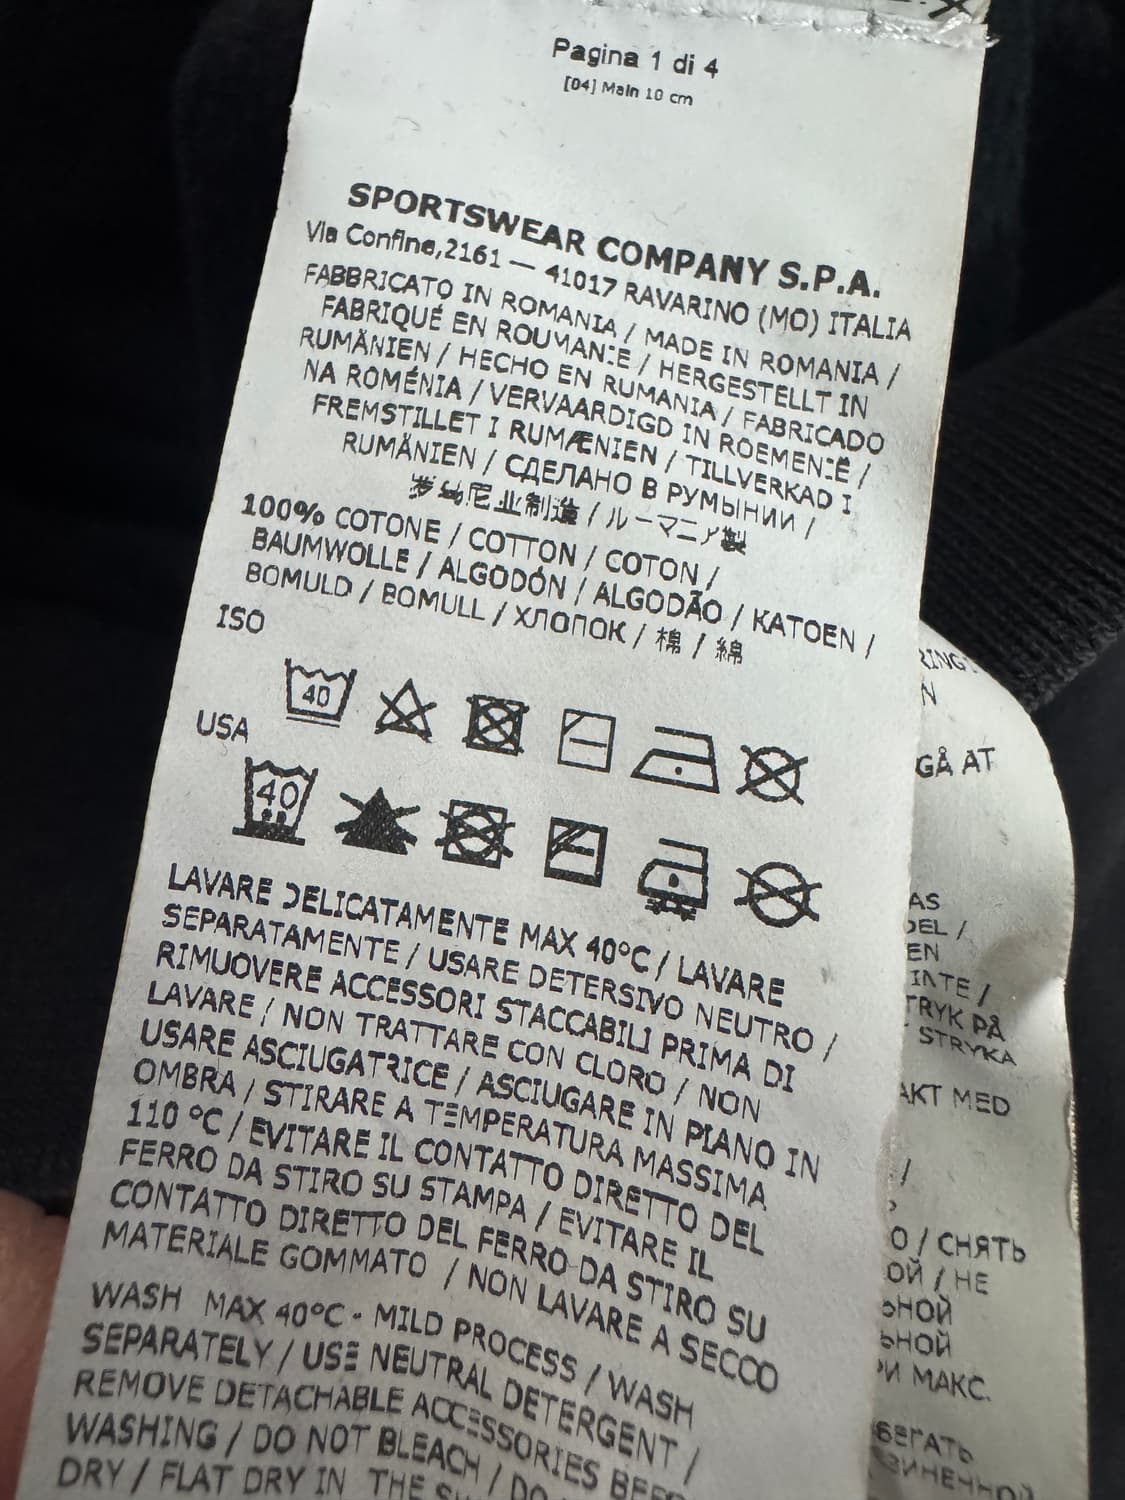 Pagina 1 di 4
[04] Main 10 cm
SPORTSWEAR COMPANY S.P.A.
Via Confine,2161 — 41017 RAVARINO (MO) ITALIA
FABBRICATO IN ROMANIA / MADE IN ROMANIA /
FABRIQUÉ EN ROUMANIE / HERGESTELLT IN
RUMÄNIEN / HECHO EN RUMANIA / FABRICADO
NA ROMÉNIA / VERVAARDIGD IN ROEMENIË /
FREMSTILLET I RUMÆNIEN / TILLVERKAD I
RUMÄNIEN / СДЕЛАНО В РУМЫНИИ /
罗马尼亚制造 / ルーマニア製
100% COTONE / COTTON / COTON /
BAUMWOLLE / ALGODÓN / ALGODÃO / KATOEN /
BOMULD / BOMULL / ХЛОПОК / 棉 / 綿
ISO
40
USA
40
LAVARE DELICATAMENTE MAX 40°C / LAVARE
SEPARATAMENTE / USARE DETERSIVO NEUTRO /
RIMUOVERE ACCESSORI STACCABILI PRIMA DI
LAVARE / NON TRATTARE CON CLORO / NON
USARE ASCIUGATRICE / ASCIUGARE IN PIANO IN
OMBRA / STIRARE A TEMPERATURA MASSIMA
110 °C / EVITARE IL CONTATTO DIRETTO DEL
FERRO DA STIRO SU STAMPA / EVITARE IL
CONTATTO DIRETTO DEL FERRO DA STIRO SU
MATERIALE GOMMATO / NON LAVARE A SECCO
WASH MAX 40°C - MILD PROCESS / WASH
SEPARATELY / USE NEUTRAL DETERGENT /
REMOVE DETACHABLE ACCESSORIES
WASHING / DO NOT BLEACH / DO
DRY / FLAT DRY IN THE
GÅ AT
/
INTE /
PÅ
STRYKA
MED
/
/ СНЯТЬ
/ НЕ
МАКС.